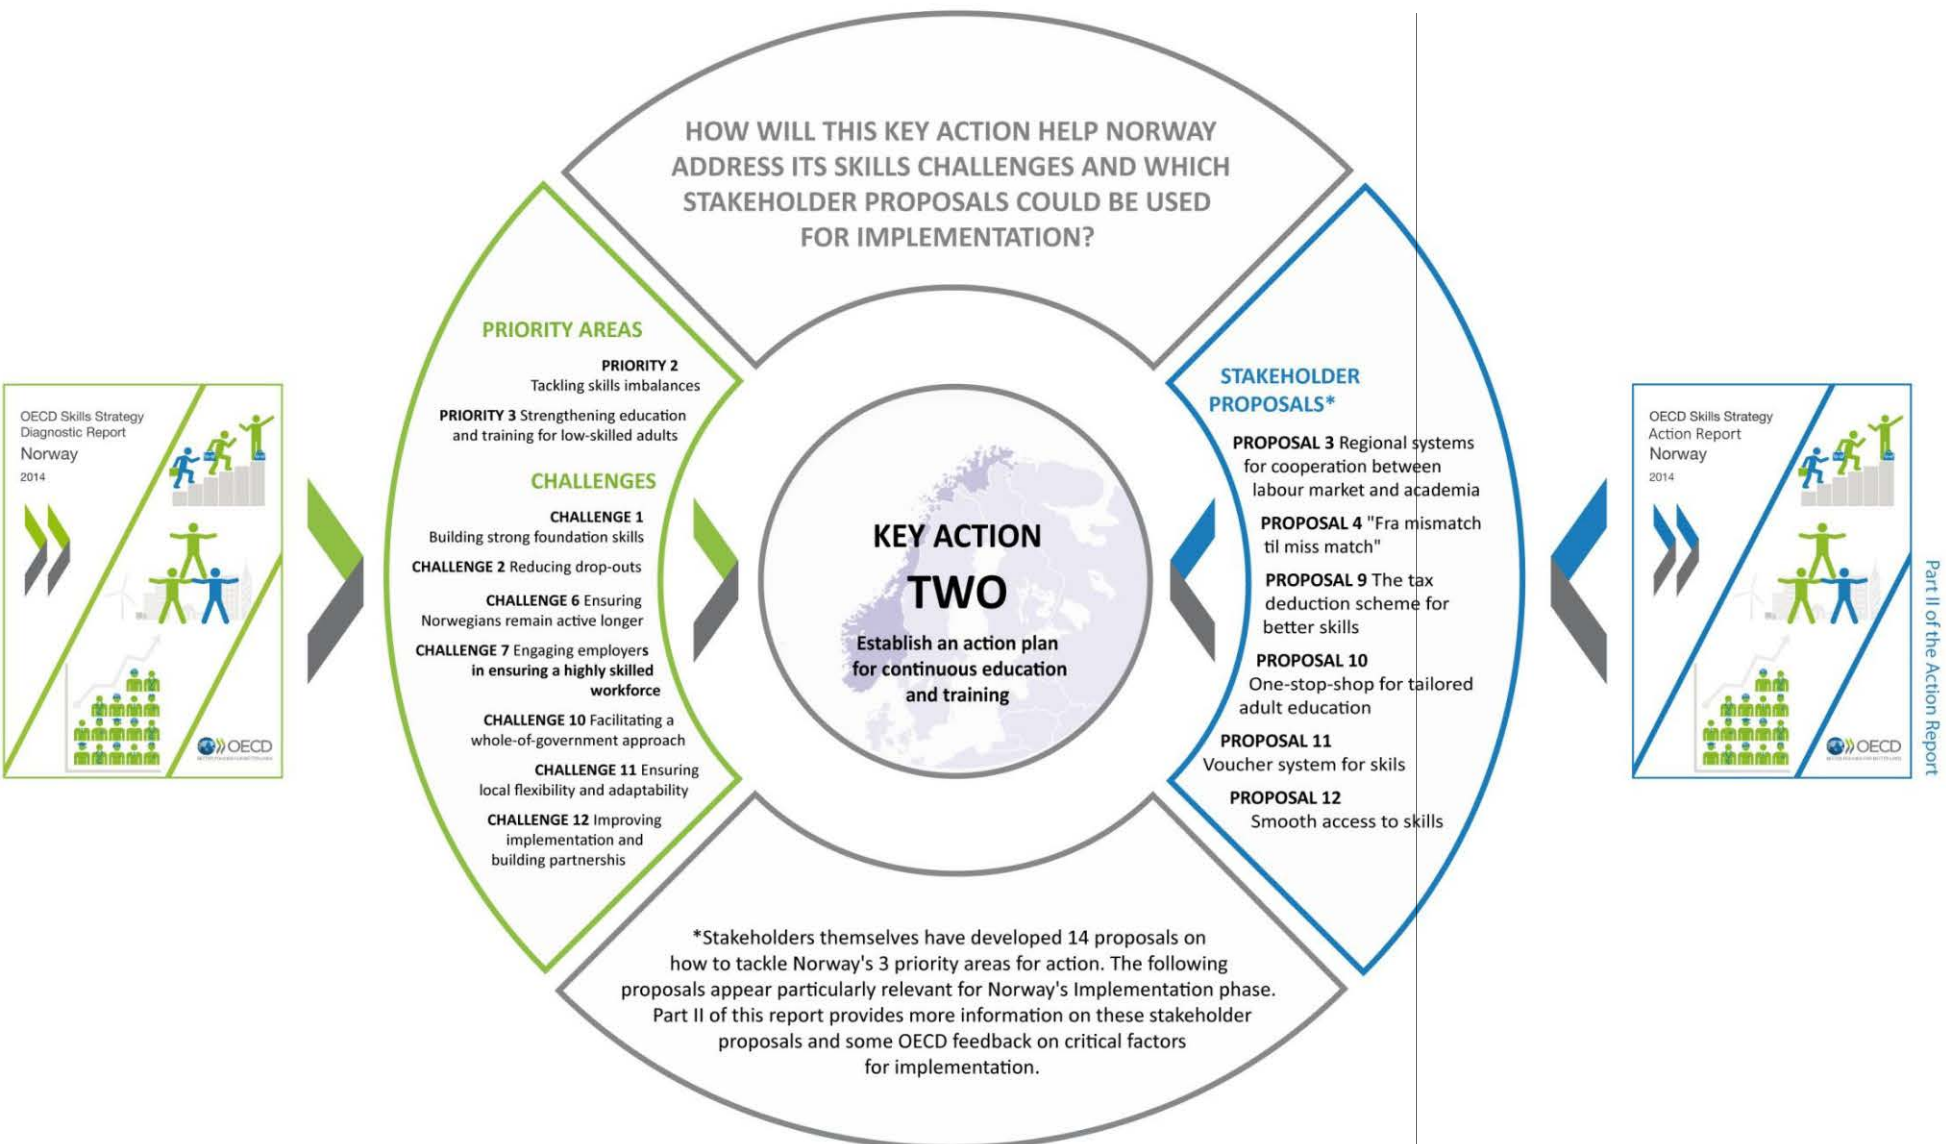 HOW WILL THIS KEY ACTION HELP NORWAY
ADDRESS ITS SKILLS CHALLENGES AND WHICH
STAKEHOLDER PROPOSALS COULD BE USED
FOR IMPLEMENTATION?
OECD Skills Strategy
Diagnostic Report
Norway
2014
OECD
PRIORITY AREAS
PRIORITY 2
Tackling skills imbalances
PRIORITY 3 Strengthening education
and training for low-skilled adults
CHALLENGES
CHALLENGE 1
Building strong foundation skills
CHALLENGE 2 Reducing drop-outs
CHALLENGE 6 Ensuring
Norwegians remain active longer
CHALLENGE 7 Engaging employers
in ensuring a highly skilled
workforce
CHALLENGE 10 Facilitating a
whole-of-government approach
CHALLENGE 11 Ensuring
local flexibility and adaptability
CHALLENGE 12 Improving
implementation and
building partnershis
KEY ACTION
TWO
Establish an action plan
for continuous education
and training
STAKEHOLDER
PROPOSALS*
PROPOSAL 3 Regional systems
for cooperation between
labour market and academia
PROPOSAL 4 "Fra mismatch
til miss match"
PROPOSAL 9 The tax
deduction scheme for
better skills
PROPOSAL 10
One-stop-shop for tailored
adult education
PROPOSAL 11
Voucher system for skils
PROPOSAL 12
Smooth access to skills
OECD Skills Strategy
Action Report
Norway
2014
OECD
Part II of the Action Report
*Stakeholders themselves have developed 14 proposals on
how to tackle Norway's 3 priority areas for action. The following
proposals appear particularly relevant for Norway's Implementation phase.
Part II of this report provides more information on these stakeholder
proposals and some OECD feedback on critical factors
for implementation.